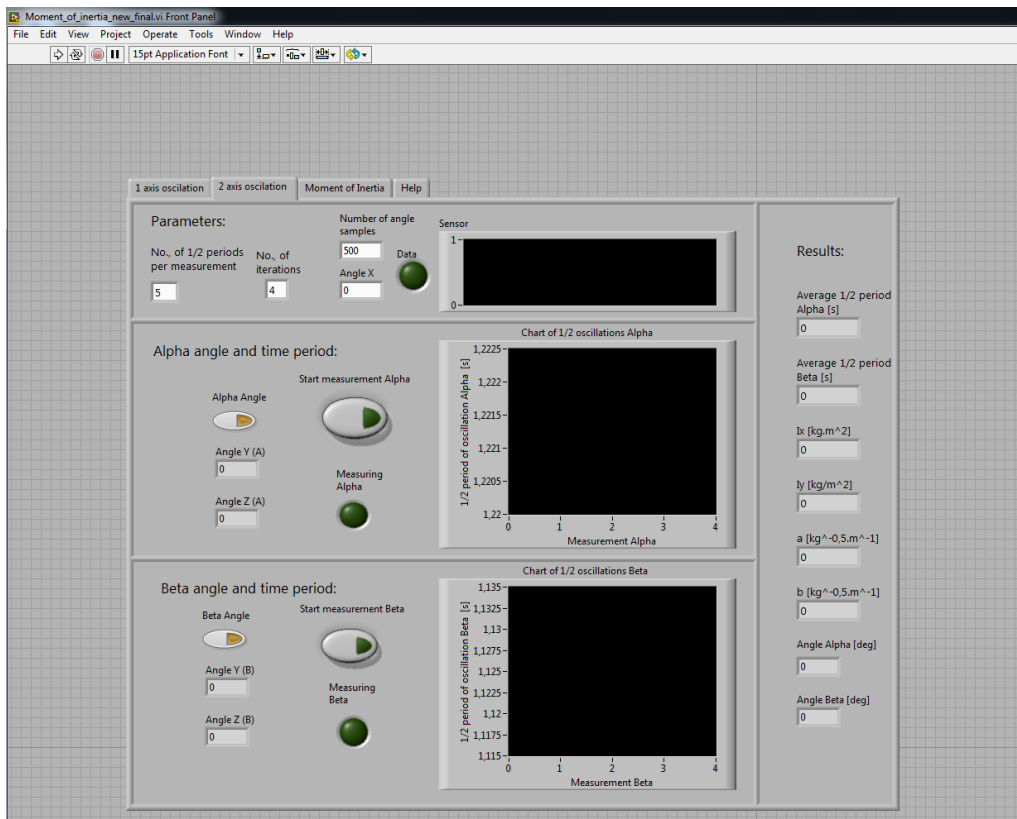 Moment_of_inertia_new_final.vi Front Panel
File Edit View Project Operate Tools Window Help
15pt Application Font
1 axis oscilation
2 axis oscilation
Moment of Inertia
Help
Parameters:
No., of 1/2 periods
per measurement
5
No., of
iterations
4
Number of angle
samples
500
Angle X
0
Data
Sensor
1
0
Alpha angle and time period:
Alpha Angle
Angle Y (A)
0
Angle Z (A)
0
Start measurement Alpha
Measuring
Alpha
Chart of 1/2 oscillations Alpha
1/2 period of oscillation Alpha [s]
1,2225
1,222
1,2215
1,221
1,2205
1,22
0 1 2 3 4
Measurement Alpha
Beta angle and time period:
Beta Angle
Angle Y (B)
0
Angle Z (B)
0
Start measurement Beta
Measuring
Beta
Chart of 1/2 oscillations Beta
1/2 period of oscillation Beta [s]
1,135
1,1325
1,13
1,1275
1,125
1,1225
1,12
1,1175
1,115
0 1 2 3 4
Measurement Beta
Results:
Average 1/2 period
Alpha [s]
0
Average 1/2 period
Beta [s]
0
Ix [kg.m^2]
0
Iy [kg/m^2]
0
a [kg^-0,5.m^-1]
0
b [kg^-0,5.m^-1]
0
Angle Alpha [deg]
0
Angle Beta [deg]
0